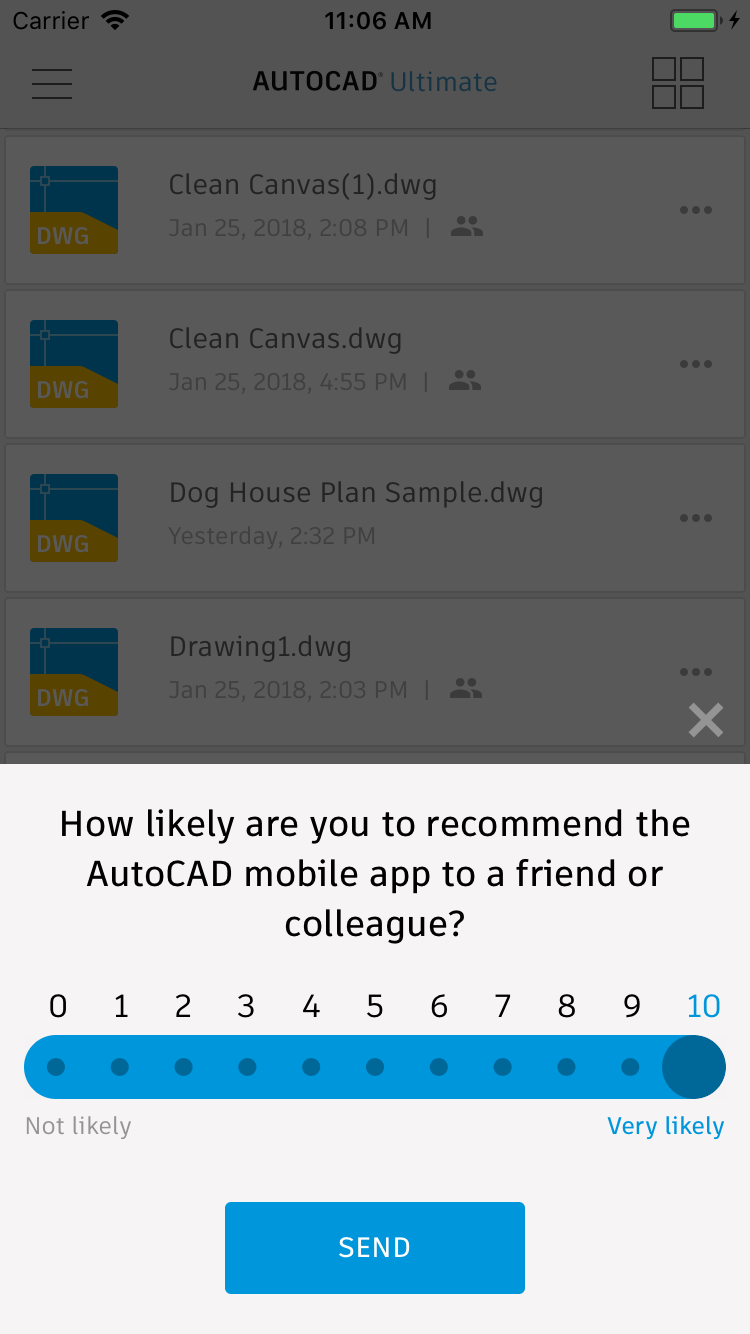 Carrier 11:06 AM
AUTOCAD® Ultimate
Clean Canvas(1).dwg
DWG
Jan 25, 2018, 2:08 PM |
Clean Canvas.dwg
DWG
Jan 25, 2018, 4:55 PM |
Dog House Plan Sample.dwg
DWG
Yesterday, 2:32 PM
Drawing1.dwg
DWG
Jan 25, 2018, 2:03 PM |
How likely are you to recommend the
AutoCAD mobile app to a friend or
colleague?
0 1 2 3 4 5 6 7 8 9 10
Not likely Very likely
SEND